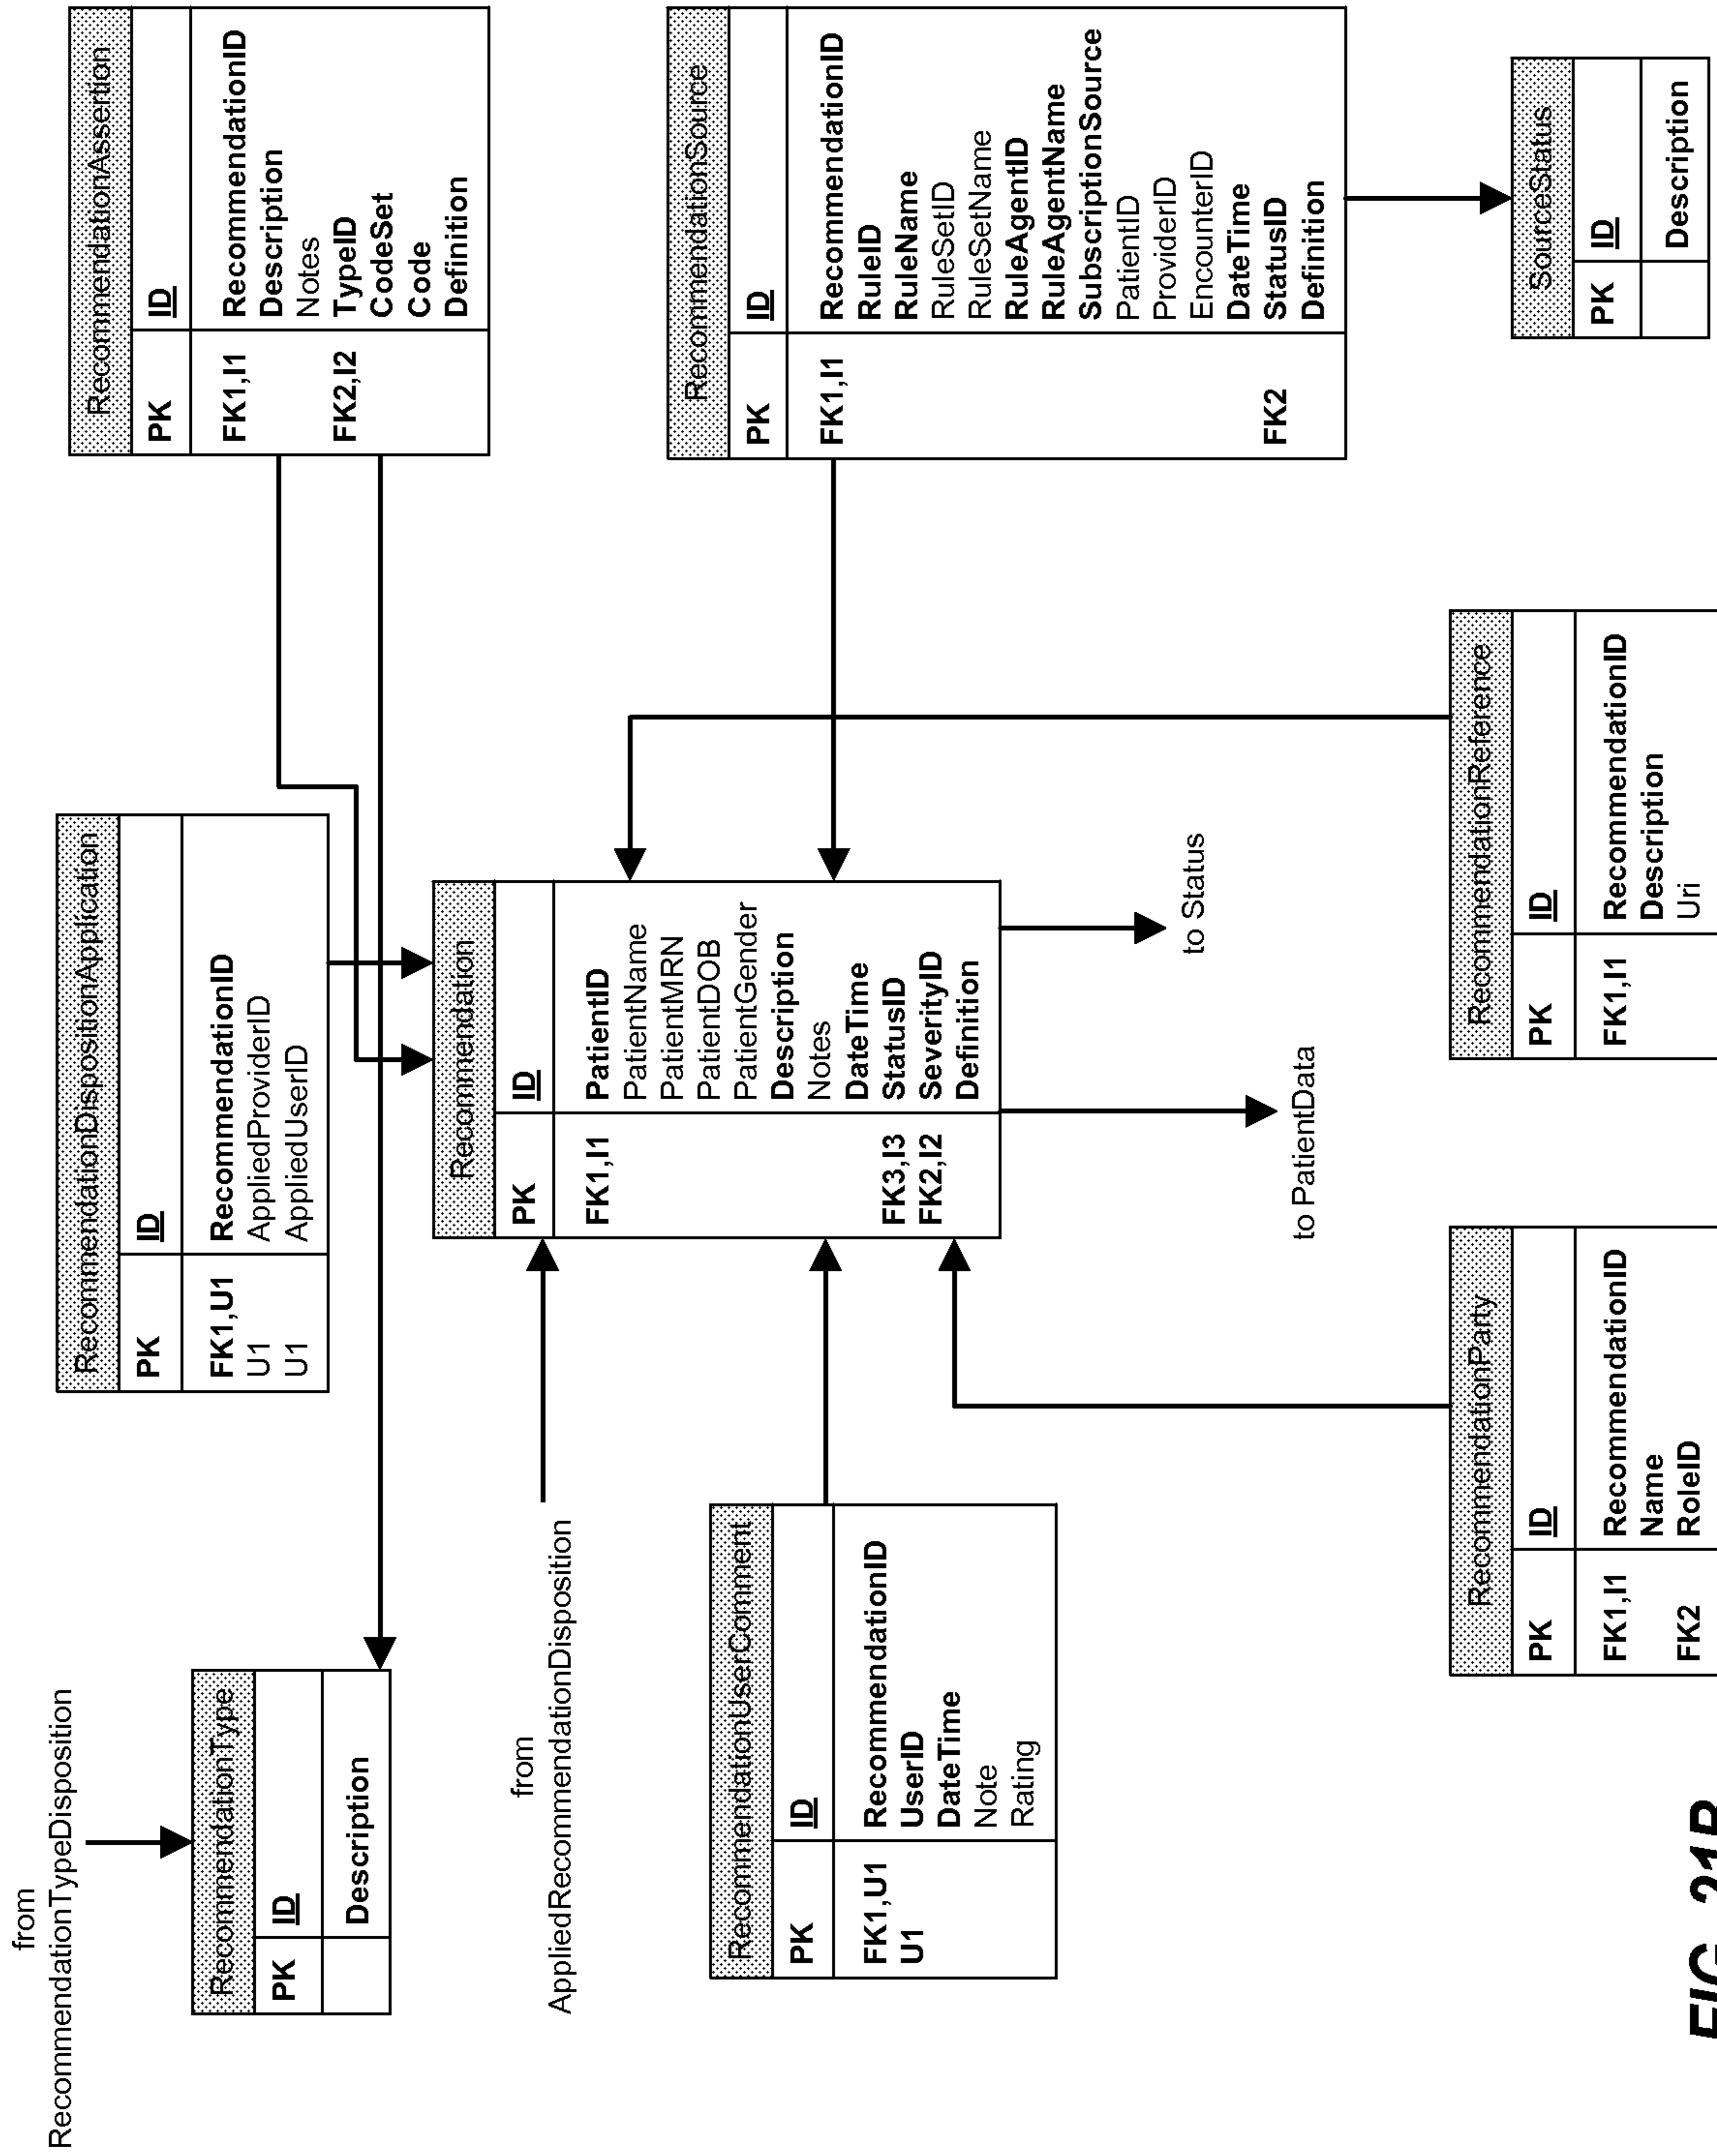 from
RecommendationTypeDisposition
RecommendationType
PK ID
Description
RecommendationDispositionApplication
PK ID
FK1,U1 RecommendationID
U1 AppliedProviderID
U1 AppliedUserID
RecommendationAssertion
PK ID
FK1,I1 RecommendationID
Description
Notes
FK2,I2 TypeID
CodeSet
Code
Definition
from
AppliedRecommendationDisposition
Recommendation
PK ID
FK1,I1 PatientID
PatientName
PatientMRN
PatientDOB
PatientGender
Description
Notes
DateTime
FK3,I3 StatusID
FK2,I2 SeverityID
Definition
RecommendationUserComment
PK ID
FK1,U1 RecommendationID
U1 UserID
DateTime
Note
Rating
RecommendationSource
PK ID
FK1,I1 RecommendationID
RuleID
RuleName
RuleSetID
RuleSetName
RuleAgentID
RuleAgentName
SubscriptionSource
PatientID
ProviderID
EncounterID
DateTime
FK2 StatusID
Definition
to Status
to PatientData
RecommendationParty
PK ID
FK1,I1 RecommendationID
Name
FK2 RoleID
RecommendationReference
PK ID
FK1,I1 RecommendationID
Description
Uri
SourceStatus
PK ID
Description
FIG. 21B